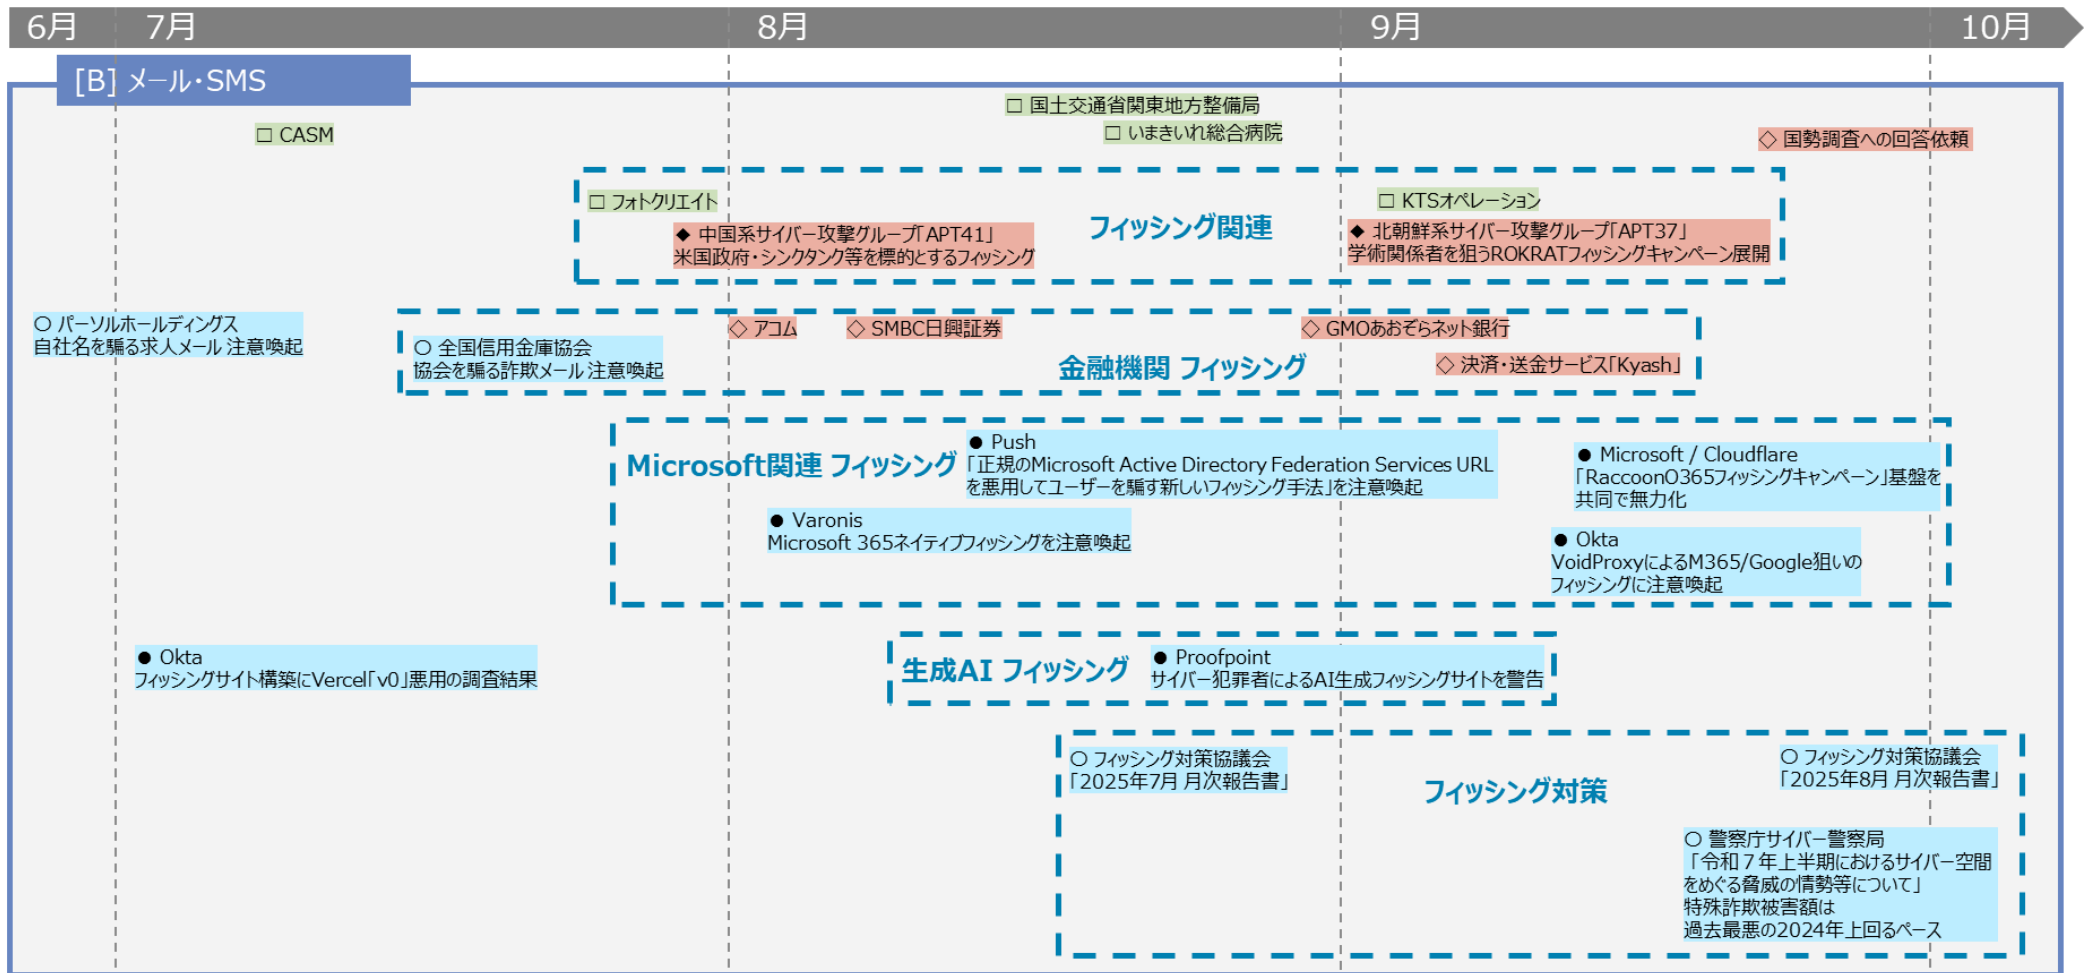 6月
7月
8月
9月
10月
[B] メール・SMS
□ 国土交通省関東地方整備局
□ CASM
□ いまきいれ総合病院
◇ 国勢調査への回答依頼
□ フォトクリエイト
□ KTSオペレーション
フィッシング関連
◆ 中国系サイバー攻撃グループ「APT41」
米国政府・シンクタンク等を標的とするフィッシング
◆ 北朝鮮系サイバー攻撃グループ「APT37」
学術関係者を狙うROKRATフィッシングキャンペーン展開
○ パーソルホールディングス
自社名を騙る求人メール 注意喚起
○ 全国信用金庫協会
協会を騙る詐欺メール 注意喚起
◇ アコム
◇ SMBC日興証券
◇ GMOあおぞらネット銀行
金融機関 フィッシング
◇ 決済・送金サービス「Kyash」
Microsoft関連 フィッシング
● Push
「正規のMicrosoft Active Directory Federation Services URL
を悪用してユーザーを騙す新しいフィッシング手法」を注意喚起
● Microsoft / Cloudflare
「RaccoonO365フィッシングキャンペーン」基盤を
共同で無力化
● Varonis
Microsoft 365ネイティブフィッシングを注意喚起
● Okta
VoidProxyによるM365/Google狙いの
フィッシングに注意喚起
● Okta
フィッシングサイト構築にVercel「v0」悪用の調査結果
生成AI フィッシング
● Proofpoint
サイバー犯罪者によるAI生成フィッシングサイトを警告
○ フィッシング対策協議会
「2025年7月 月次報告書」
フィッシング対策
○ フィッシング対策協議会
「2025年8月 月次報告書」
○ 警察庁サイバー警察局
「令和７年上半期におけるサイバー空間
をめぐる脅威の情勢等について」
特殊詐欺被害額は
過去最悪の2024年上回るペース